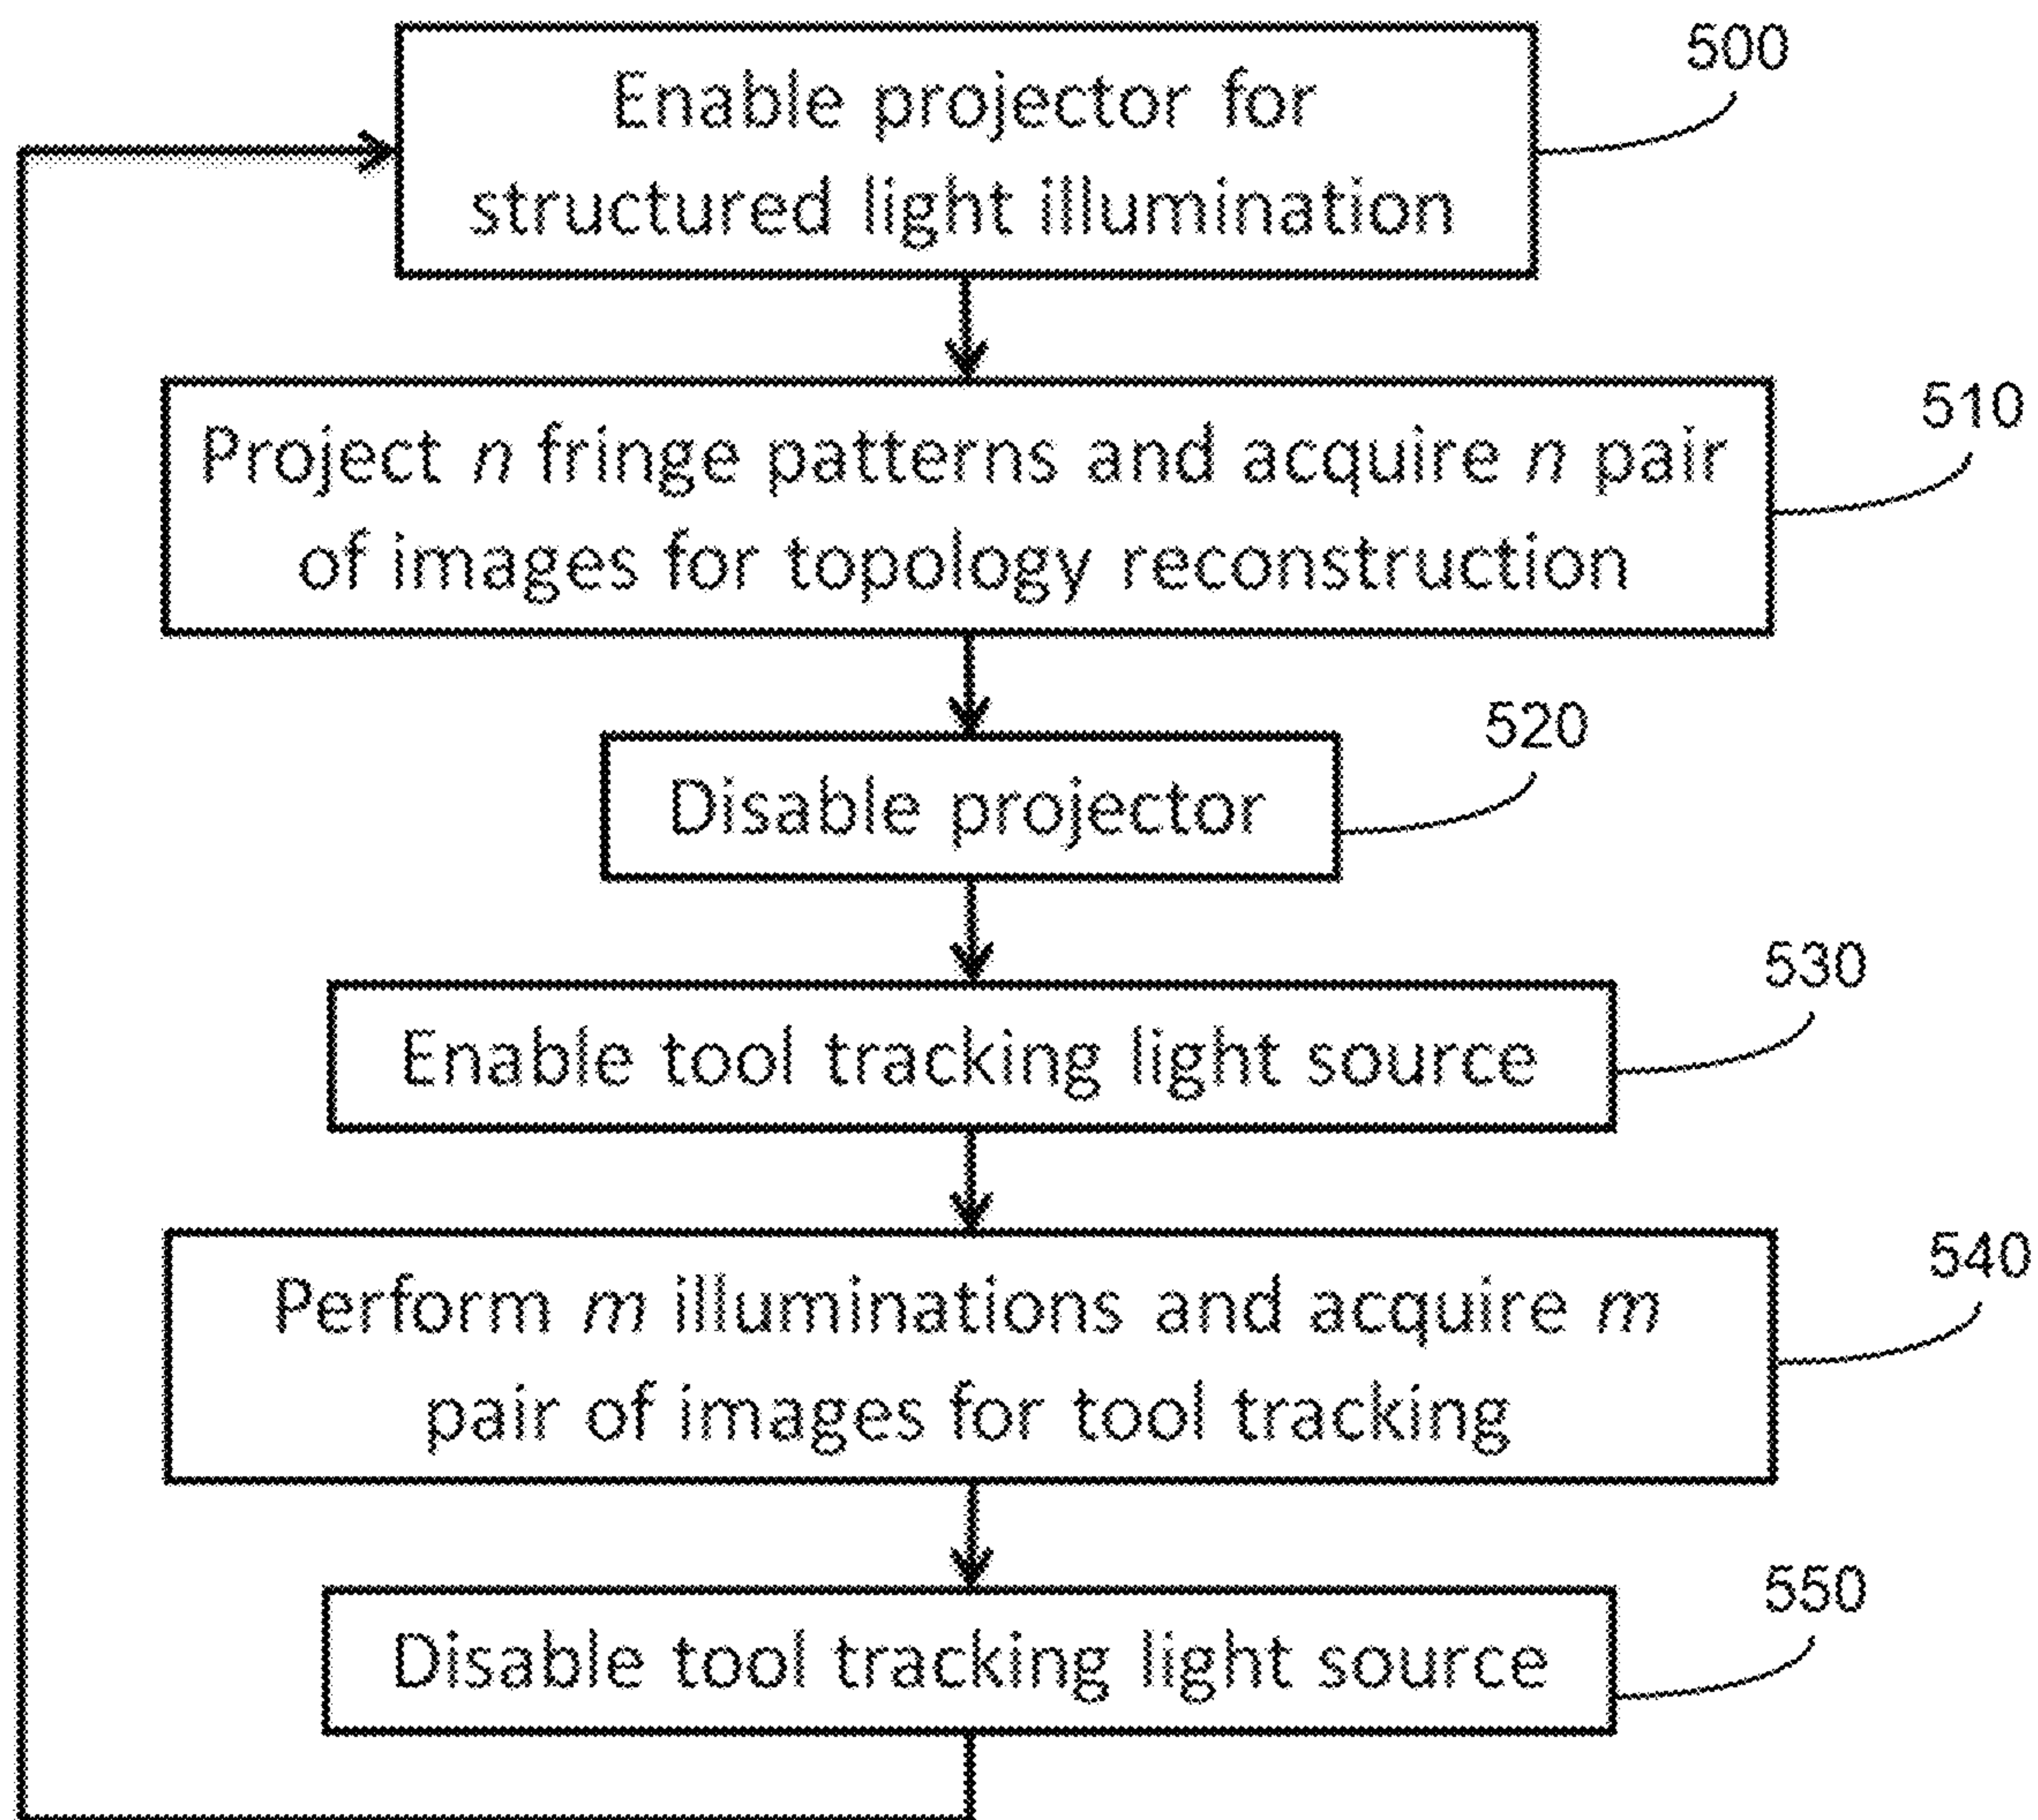 500
Enable projector for
structured light illumination
510
Project n fringe patterns and acquire n pair
of images for topology reconstruction
520
Disable projector
530
Enable tool tracking light source
540
Perform m illuminations and acquire m
pair of images for tool tracking
550
Disable tool tracking light source